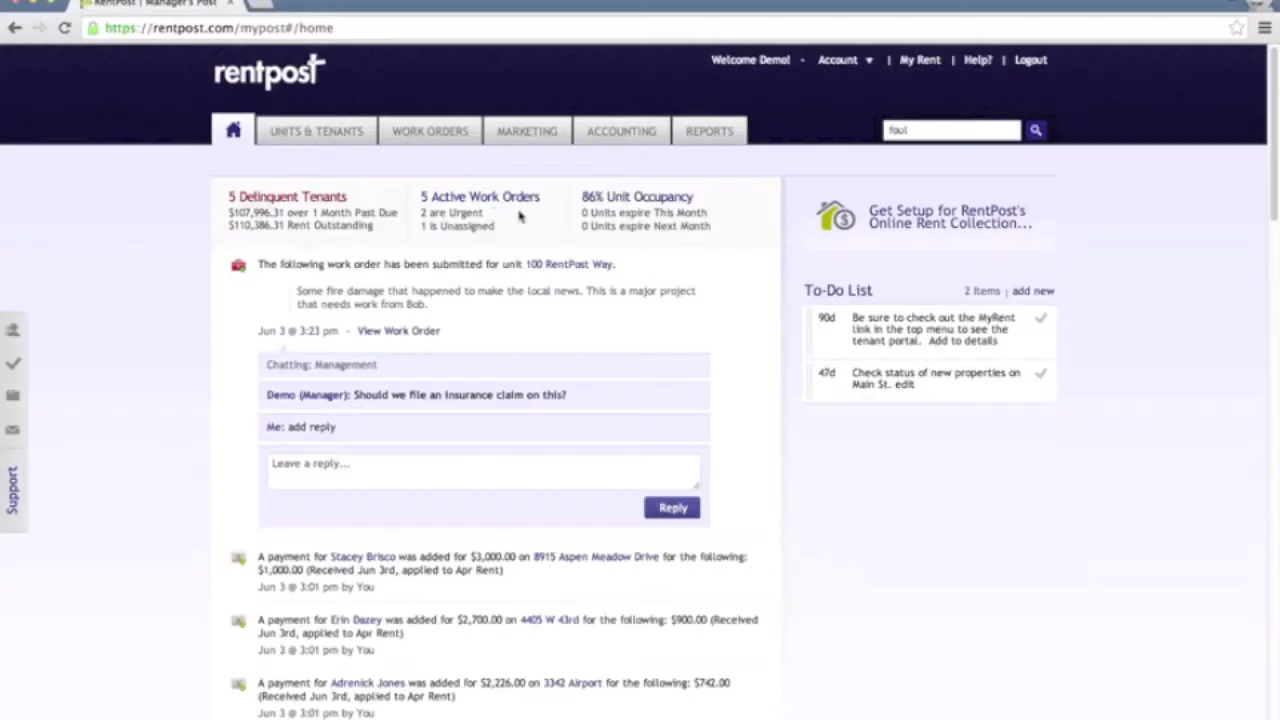 RentPost | Manager's Post
https://rentpost.com/mypost#/home
rentpost
Welcome Demo! - Account ▼ | My Rent | Help? | Logout
UNITS & TENANTS WORK ORDERS MARKETING ACCOUNTING REPORTS
foul
5 Delinquent Tenants
$107,996.31 over 1 Month Past Due
$110,386.31 Rent Outstanding
5 Active Work Orders
2 are Urgent
1 is Unassigned
86% Unit Occupancy
0 Units expire This Month
0 Units expire Next Month
The following work order has been submitted for unit 100 RentPost Way.
Some fire damage that happened to make the local news. This is a major project
that needs work from Bob.
Jun 3 @ 3:23 pm - View Work Order
Chatting: Management
Demo (Manager): Should we file an insurance claim on this?
Me: add reply
Leave a reply...
Reply
A payment for Stacey Brisco was added for $3,000.00 on 8915 Aspen Meadow Drive for the following:
$1,000.00 (Received Jun 3rd, applied to Apr Rent)
Jun 3 @ 3:01 pm by You
A payment for Erin Dazey was added for $2,700.00 on 4405 W 43rd for the following: $900.00 (Received
Jun 3rd, applied to Apr Rent)
Jun 3 @ 3:01 pm by You
A payment for Adrenick Jones was added for $2,226.00 on 3342 Airport for the following: $742.00
(Received Jun 3rd, applied to Apr Rent)
Jun 3 @ 3:01 pm by You
Get Setup for RentPost's
Online Rent Collection...
To-Do List 2 Items | add new
90d Be sure to check out the MyRent
link in the top menu to see the
tenant portal. Add to details
47d Check status of new properties on
Main St. edit
Support